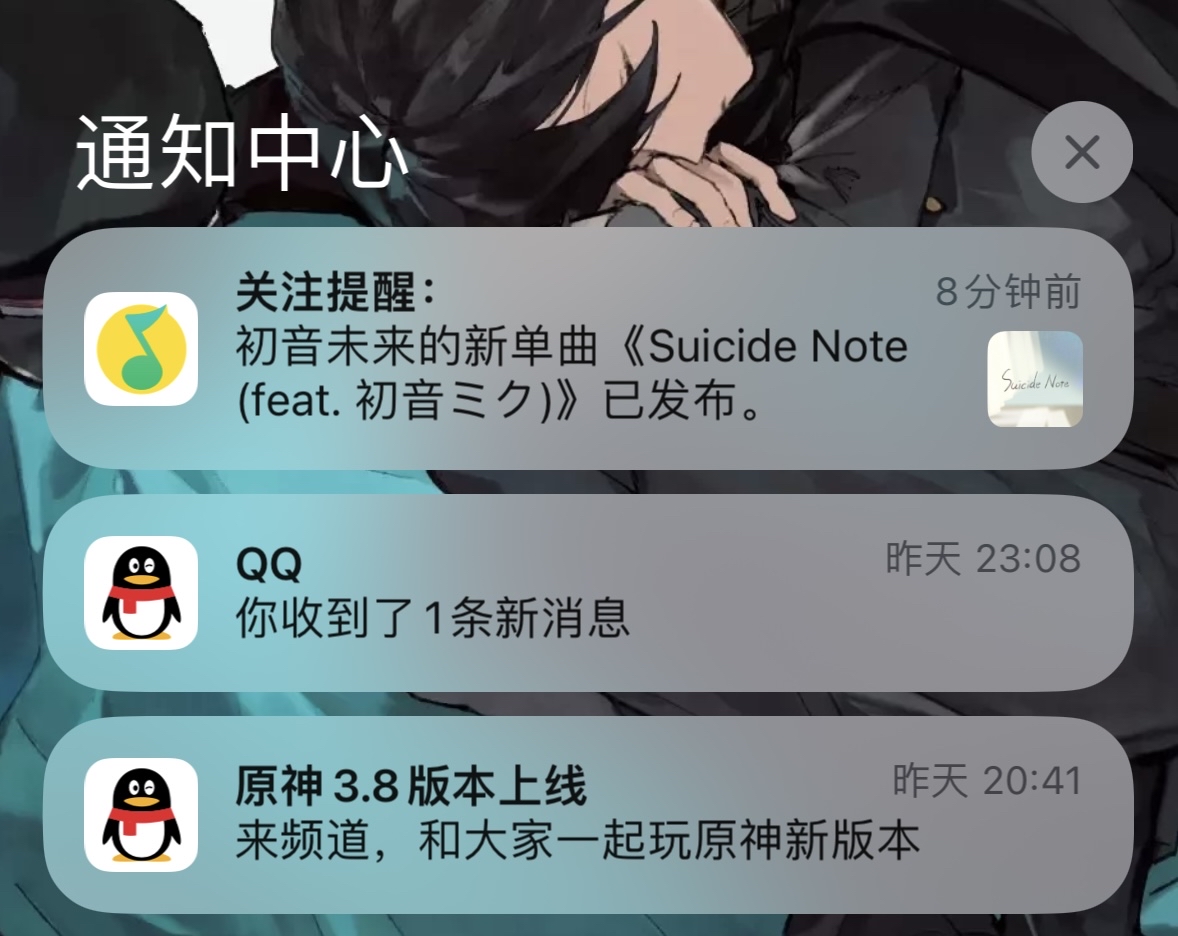 通知中心
关注提醒：
8分钟前
初音未来的新单曲《Suicide Note
(feat. 初音ミク)》已发布。
Suicide Note
QQ
昨天 23:08
你收到了1条新消息
原神3.8版本上线
昨天 20:41
来频道，和大家一起玩原神新版本